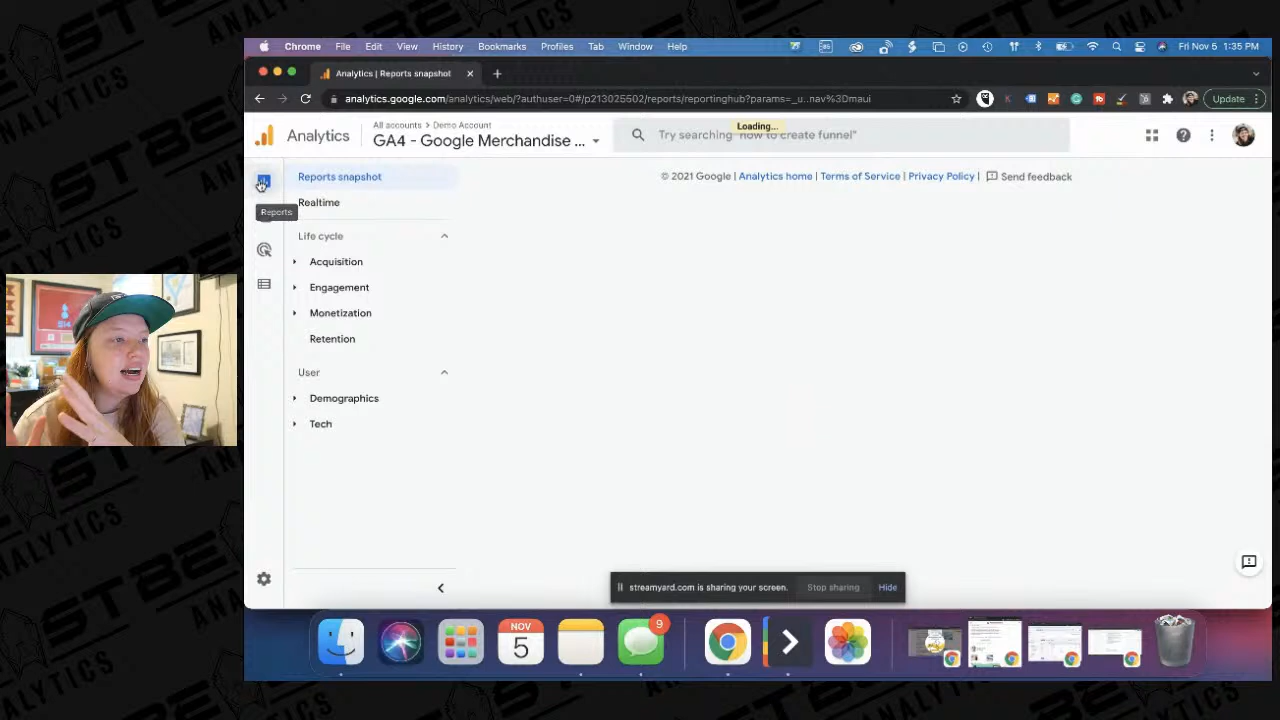 ANALYTICS
Chrome File Edit View History Bookmarks Profiles Tab Window Help
Fri Nov 5 1:35 PM
Analytics | Reports snapshot
analytics.google.com/analytics/web/?authuser=0#/p213025502/reports/reportinghub?params=_u..nav%3Dmaui
Update
Analytics
All accounts > Demo Account
GA4 - Google Merchandise ...
Try searching "how to create funnel"
Loading...
Reports snapshot
© 2021 Google | Analytics home | Terms of Service | Privacy Policy | Send feedback
Reports
Realtime
Life cycle
Acquisition
Engagement
Monetization
Retention
User
Demographics
Tech
streamyard.com is sharing your screen. Stop sharing Hide
NOV
5
9
ANALYTICS